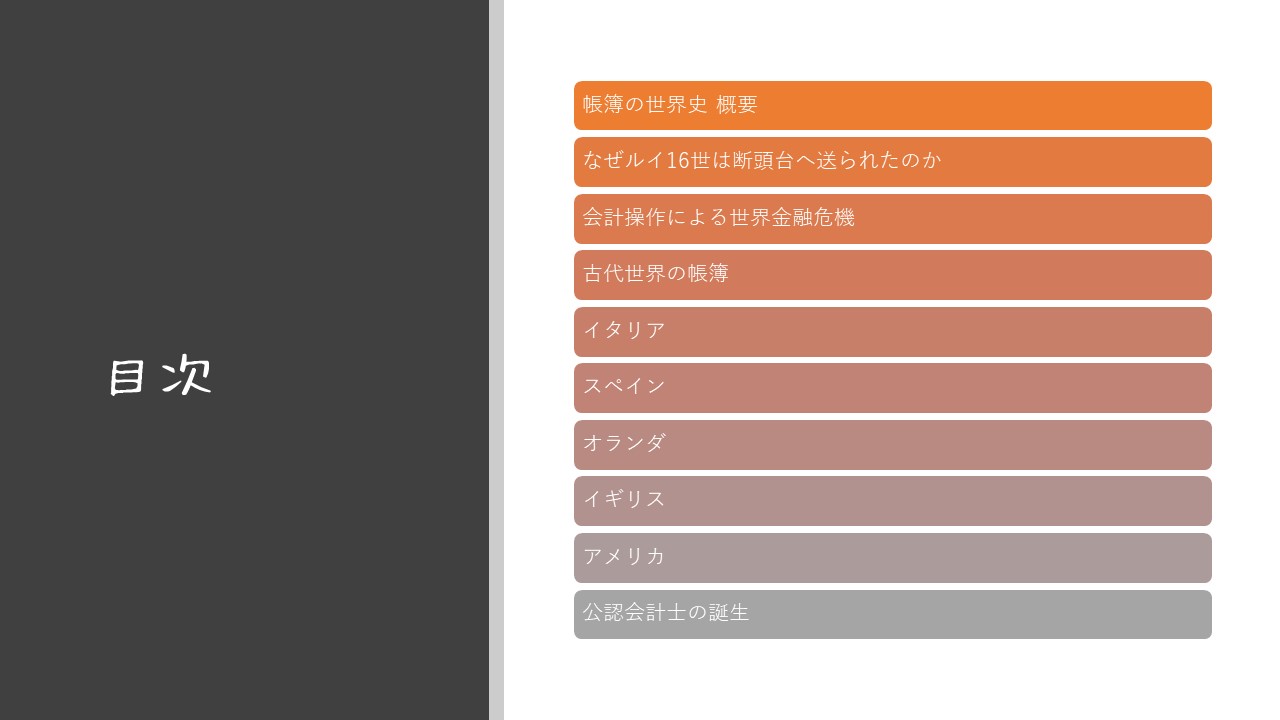 目次
帳簿の世界史 概要
なぜルイ16世は断頭台へ送られたのか
会計操作による世界金融危機
古代世界の帳簿
イタリア
スペイン
オランダ
イギリス
アメリカ
公認会計士の誕生